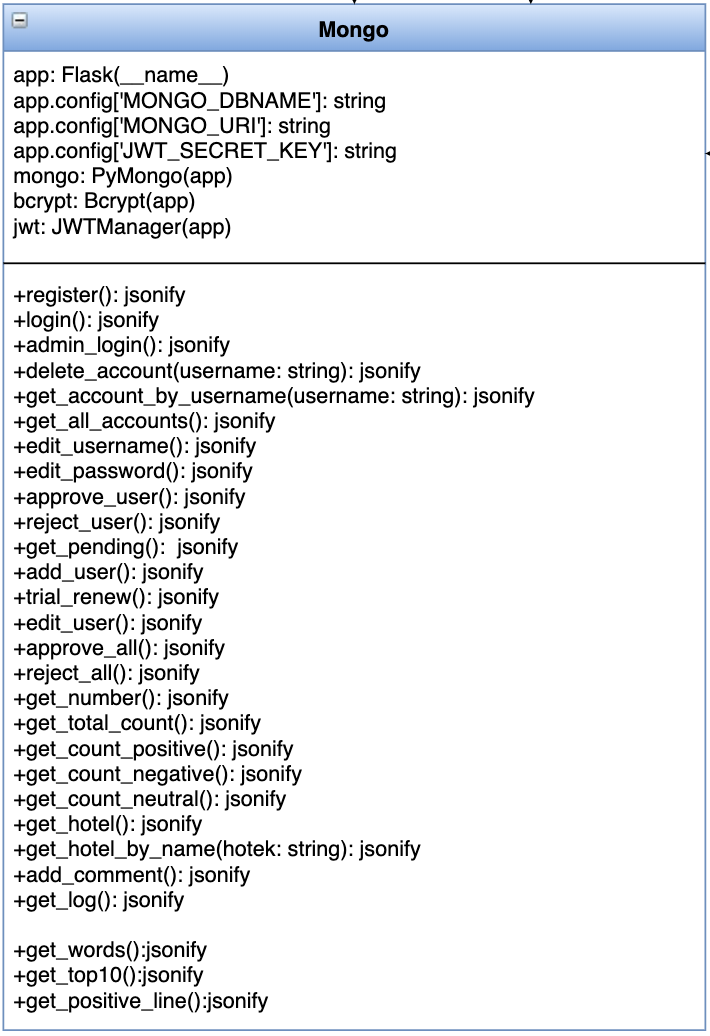 Mongo
app: Flask(__name__)
app.config['MONGO_DBNAME']: string
app.config['MONGO_URI']: string
app.config['JWT_SECRET_KEY']: string
mongo: PyMongo(app)
bcrypt: Bcrypt(app)
jwt: JWTManager(app)
+register(): jsonify
+login(): jsonify
+admin_login(): jsonify
+delete_account(username: string): jsonify
+get_account_by_username(username: string): jsonify
+get_all_accounts(): jsonify
+edit_username(): jsonify
+edit_password(): jsonify
+approve_user(): jsonify
+reject_user(): jsonify
+get_pending():  jsonify
+add_user(): jsonify
+trial_renew(): jsonify
+edit_user(): jsonify
+approve_all(): jsonify
+reject_all(): jsonify
+get_number(): jsonify
+get_total_count(): jsonify
+get_count_positive(): jsonify
+get_count_negative(): jsonify
+get_count_neutral(): jsonify
+get_hotel(): jsonify
+get_hotel_by_name(hotek: string): jsonify
+add_comment(): jsonify
+get_log(): jsonify
+get_words():jsonify
+get_top10():jsonify
+get_positive_line():jsonify